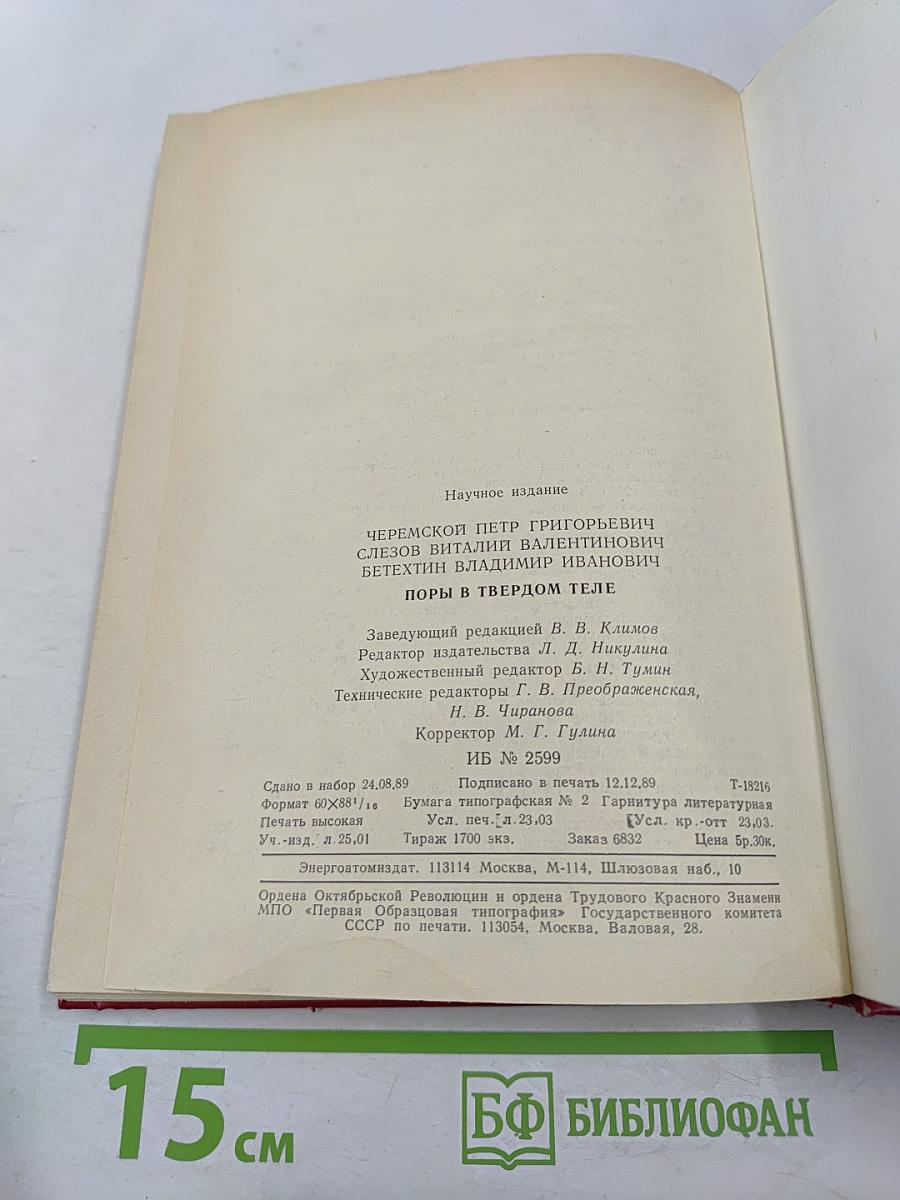 Научное издание
ЧЕРЕМСКОЙ ПЕТР ГРИГОРЬЕВИЧ
СЛЕЗОВ ВИТАЛИЙ ВАЛЕНТИНОВИЧ
БЕТЕХТИН ВЛАДИМИР ИВАНОВИЧ
ПОРЫ В ТВЕРДОМ ТЕЛЕ
Заведующий редакцией В. В. Климов
Редактор издательства Л. Д. Никулина
Художественный редактор Б. Н. Тумин
Технические редакторы Г. В. Преображенская,
Н. В. Чиранова
Корректор М. Г. Гулина
ИБ № 2599
Сдано в набор 24.08.89 Подписано в печать 12.12.89 Т-18216
Формат 60×88¹/₁₆ Бумага типографская № 2 Гарнитура литературная
Печать высокая Усл. печ.[л.23,03 [Усл. кр.-отт 23,03.
Уч.-изд. л. 25,01 Тираж 1700 экз. Заказ 6832 Цена 5р.30к.
Энергоатомиздат. 113114 Москва, М-114, Шлюзовая наб., 10
Ордена Октябрьской Революции и ордена Трудового Красного Знамени
МПО «Первая Образцовая типография» Государственного комитета
СССР по печати. 113054, Москва, Валовая, 28.
15 см
БФ БИБЛИОФАН